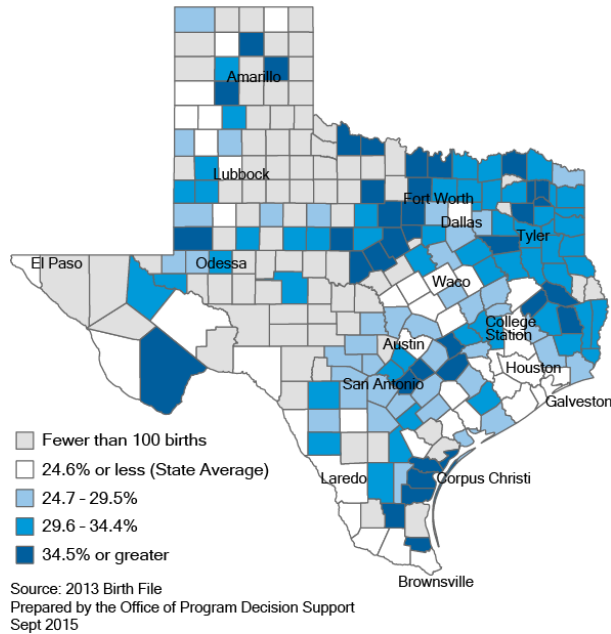 Amarillo
Lubbock
Fort Worth
Dallas
Tyler
El Paso
Odessa
Waco
College
Station
Austin
Houston
San Antonio
Galveston
Fewer than 100 births
24.6% or less (State Average)
Laredo
Corpus Christi
24.7 - 29.5%
29.6 - 34.4%
34.5% or greater
Brownsville
Source: 2013 Birth File
Prepared by the Office of Program Decision Support
Sept 2015